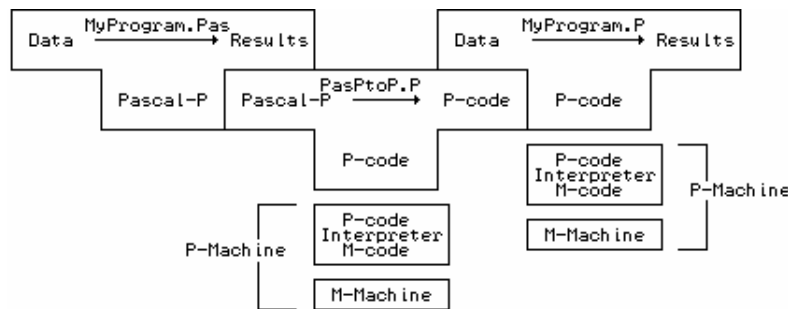 MyProgram.Pas
Data Results
MyProgram.P
Data Results
Pascal-P
PasPtoP.P
Pascal-P P-code
P-code
P-code
P-code
Interpreter
M-code
P-Machine
M-Machine
P-Machine
P-code
Interpreter
M-code
M-Machine